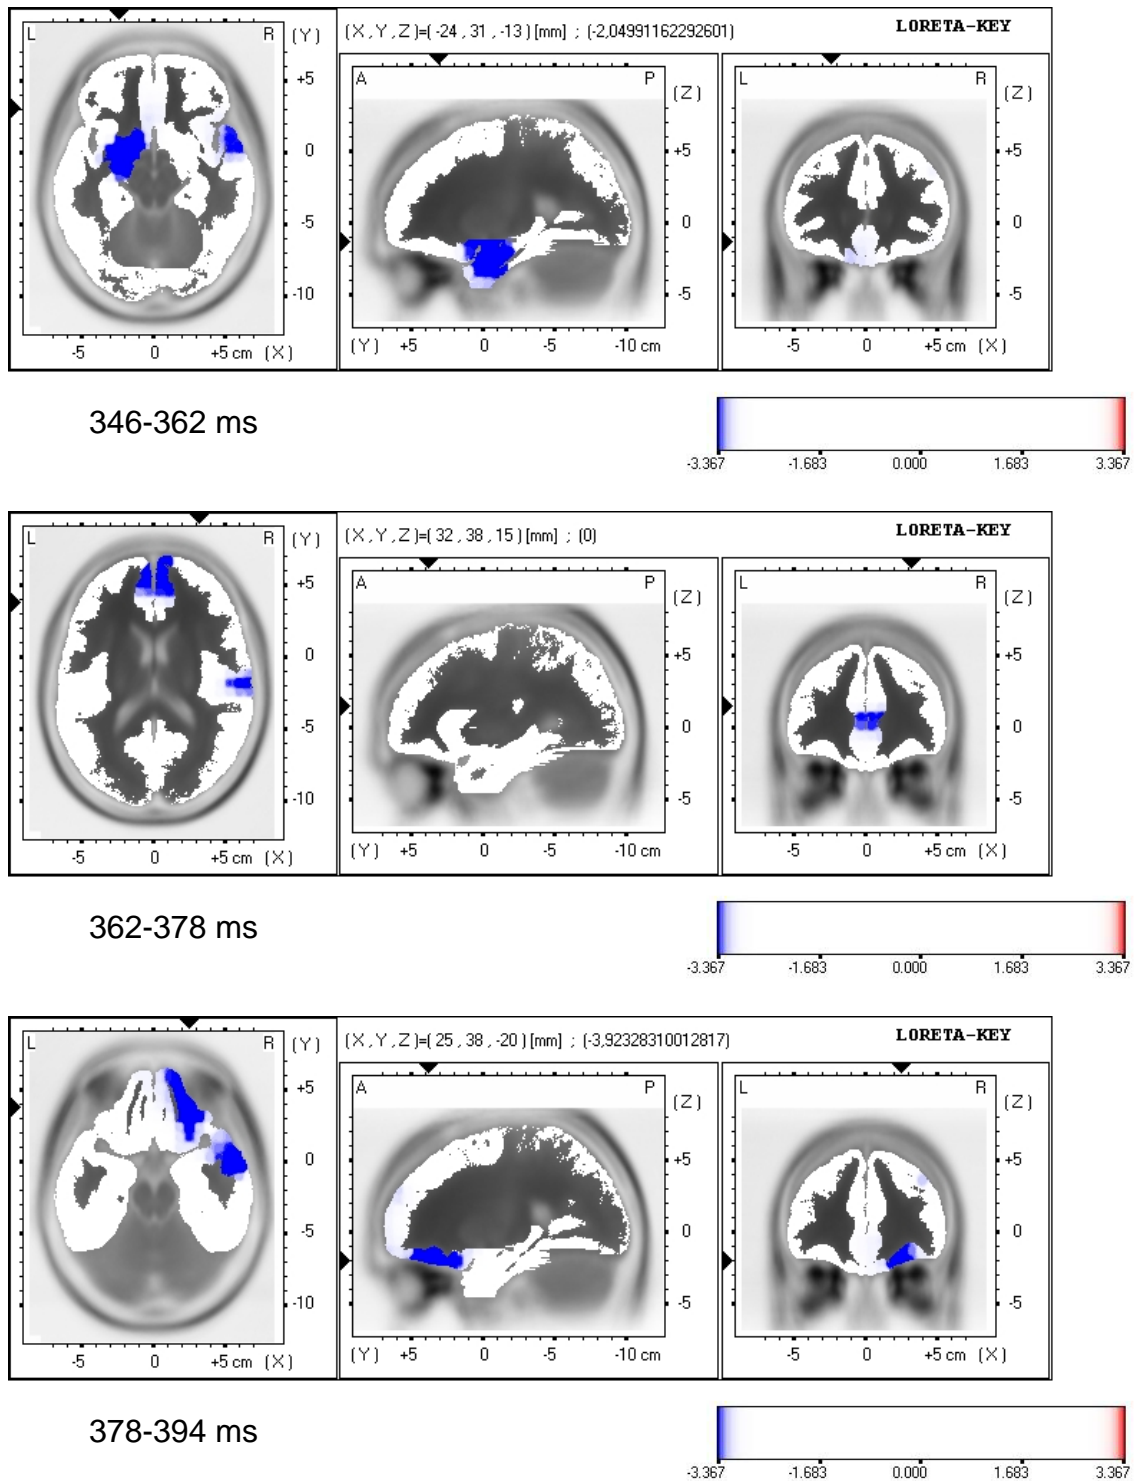 L R (Y) (X,Y,Z)=(-24 , 31 , -13) [mm] ; (-2,04991162292601) LORETA-KEY
A P (Z) L R (Z)
+5 +5 +5
0 0 0
-5
-10 -5 -5
-5 0 +5 cm (X) (Y) +5 0 -5 -10 cm -5 0 +5 cm (X)
346-362 ms
-3.367 -1.683 0.000 1.683 3.367
L R (Y) (X,Y,Z)=(32 , 38 , 15) [mm] ; (0) LORETA-KEY
A P (Z) L R (Z)
+5 +5 +5
0 0 0
-5
-10 -5 -5
-5 0 +5 cm (X) (Y) +5 0 -5 -10 cm -5 0 +5 cm (X)
362-378 ms
-3.367 -1.683 0.000 1.683 3.367
L R (Y) (X,Y,Z)=(25 , 38 , -20) [mm] ; (-3,92328310012817) LORETA-KEY
A P (Z) L R (Z)
+5 +5 +5
0 0 0
-5
-10 -5 -5
-5 0 +5 cm (X) (Y) +5 0 -5 -10 cm -5 0 +5 cm (X)
378-394 ms
-3.367 -1.683 0.000 1.683 3.367